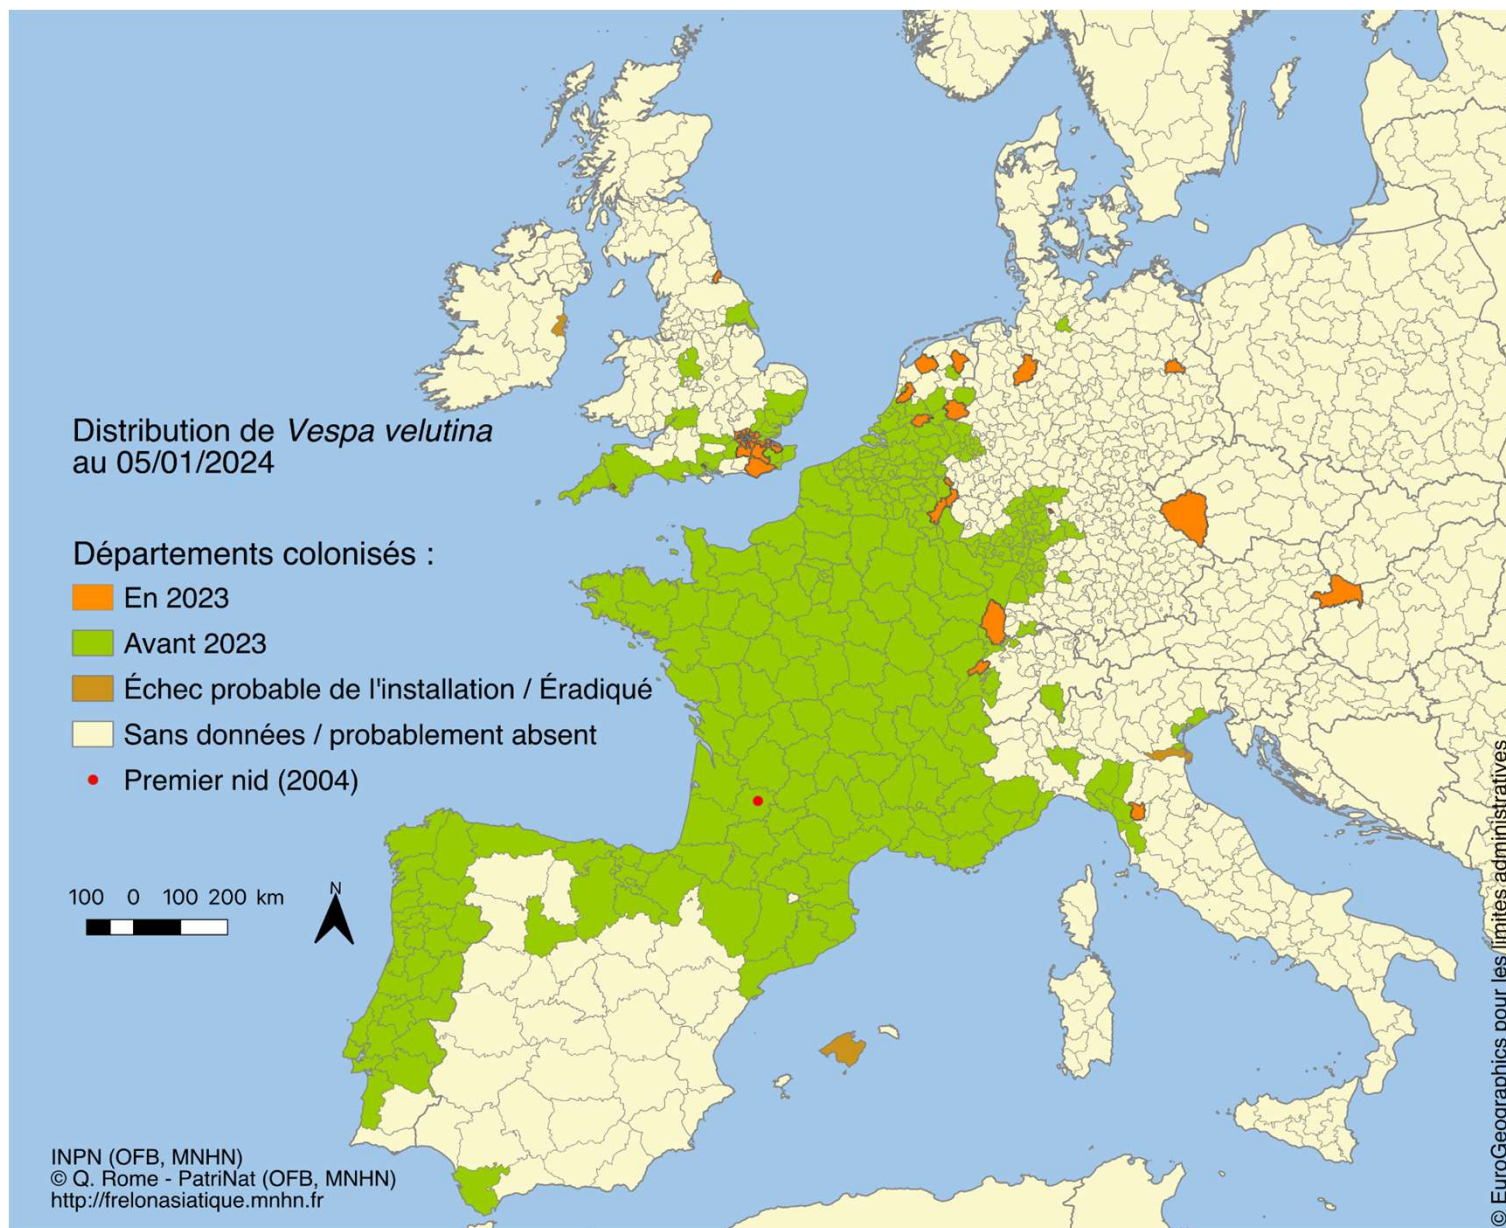 Distribution de Vespa velutina
au 05/01/2024
Départements colonisés :
En 2023
Avant 2023
Échec probable de l'installation / Éradiqué
Sans données / probablement absent
Premier nid (2004)
100 0 100 200 km
N
INPN (OFB, MNHN)
© Q. Rome - PatriNat (OFB, MNHN)
http://frelonasiatique.mnhn.fr
© EuroGeographics pour les limites administratives